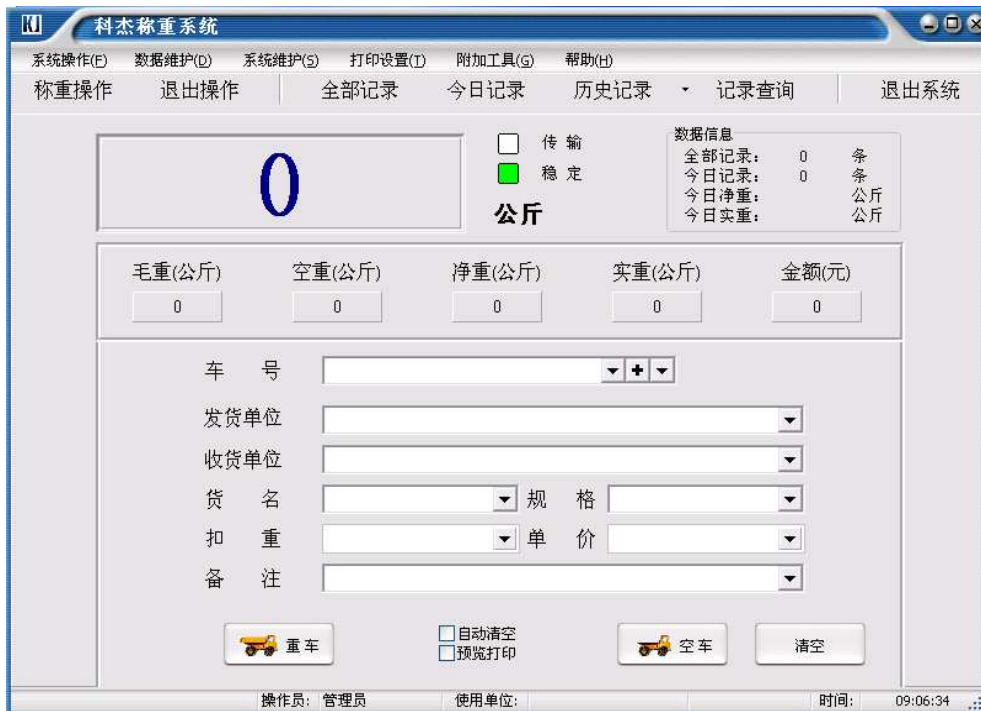 KJ 科杰称重系统
系统操作(F) 数据维护(D) 系统维护(S) 打印设置(T) 附加工具(G) 帮助(H)
称重操作 退出操作 全部记录 今日记录 历史记录 记录查询 退出系统
0
传 输
稳 定
公斤
数据信息
全部记录: 0 条
今日记录: 0 条
今日净重: 公斤
今日实重: 公斤
毛重(公斤) 空重(公斤) 净重(公斤) 实重(公斤) 金额(元)
0 0 0 0 0
车 号
发货单位
收货单位
货 名 规 格
扣 重 单 价
备 注
重车 自动清空 空车 清空
预览打印
操作员: 管理员 使用单位: 时间: 09:06:34